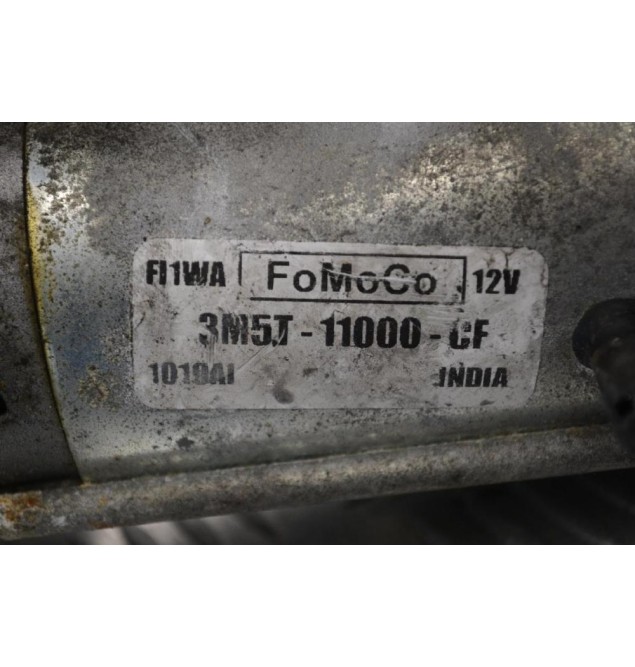 FI1WA FoMoCo 12V
3M5T - 11000 - CF
1019AI INDIA